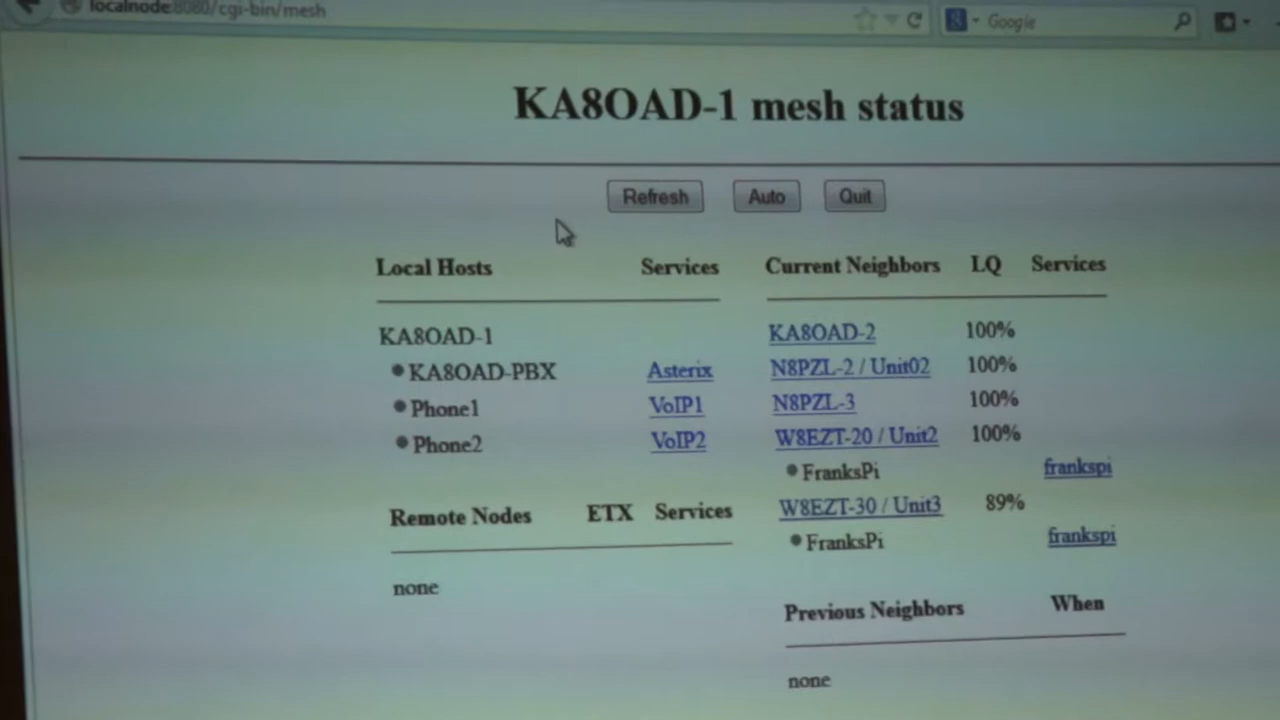 localnode:8080/cgi-bin/mesh
Google
KA8OAD-1 mesh status
Refresh Auto Quit
Local Hosts Services
KA8OAD-1
KA8OAD-PBX Asterix
Phone1 VoIP1
Phone2 VoIP2
Remote Nodes ETX Services
none
Current Neighbors LQ Services
KA8OAD-2 100%
N8PZL-2 / Unit02 100%
N8PZL-3 100%
W8EZT-20 / Unit2 100%
FranksPi frankspi
W8EZT-30 / Unit3 89%
FranksPi frankspi
Previous Neighbors When
none